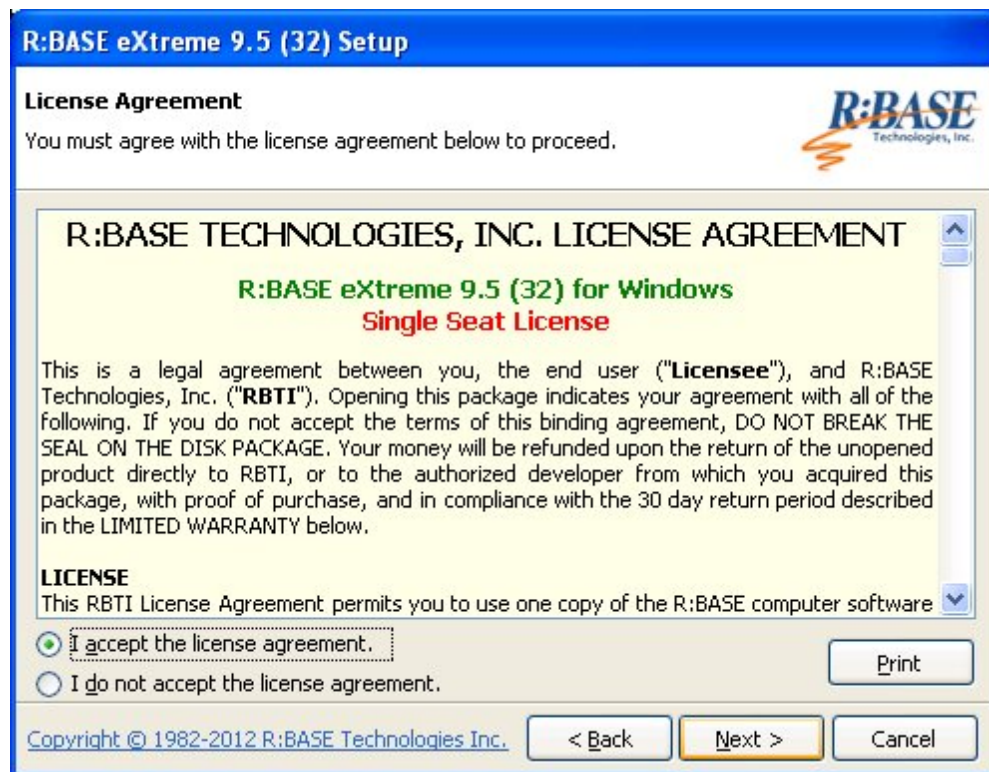 R:BASE eXtreme 9.5 (32) Setup
License Agreement
You must agree with the license agreement below to proceed.
R:BASE
Technologies, Inc.
R:BASE TECHNOLOGIES, INC. LICENSE AGREEMENT
R:BASE eXtreme 9.5 (32) for Windows
Single Seat License
This is a legal agreement between you, the end user ("Licensee"), and R:BASE
Technologies, Inc. ("RBTI"). Opening this package indicates your agreement with all of the
following. If you do not accept the terms of this binding agreement, DO NOT BREAK THE
SEAL ON THE DISK PACKAGE. Your money will be refunded upon the return of the unopened
product directly to RBTI, or to the authorized developer from which you acquired this
package, with proof of purchase, and in compliance with the 30 day return period described
in the LIMITED WARRANTY below.
LICENSE
This RBTI License Agreement permits you to use one copy of the R:BASE computer software
I accept the license agreement.
I do not accept the license agreement.
Print
Copyright © 1982-2012 R:BASE Technologies Inc.
< Back
Next >
Cancel